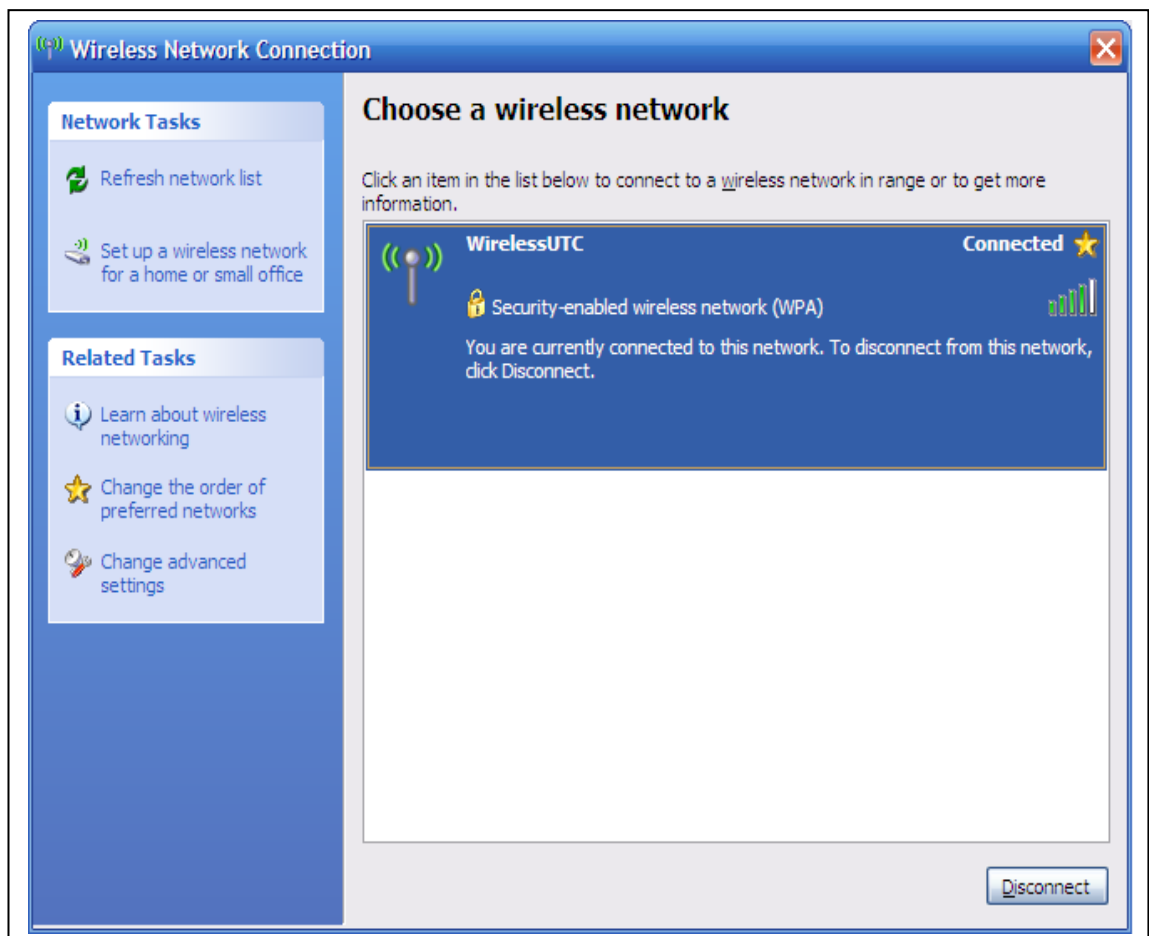 Wireless Network Connection
Network Tasks
Refresh network list
Set up a wireless network
for a home or small office
Related Tasks
Learn about wireless
networking
Change the order of
preferred networks
Change advanced
settings
Choose a wireless network
Click an item in the list below to connect to a wireless network in range or to get more
information.
WirelessUTC
Connected
Security-enabled wireless network (WPA)
You are currently connected to this network. To disconnect from this network,
click Disconnect.
Disconnect